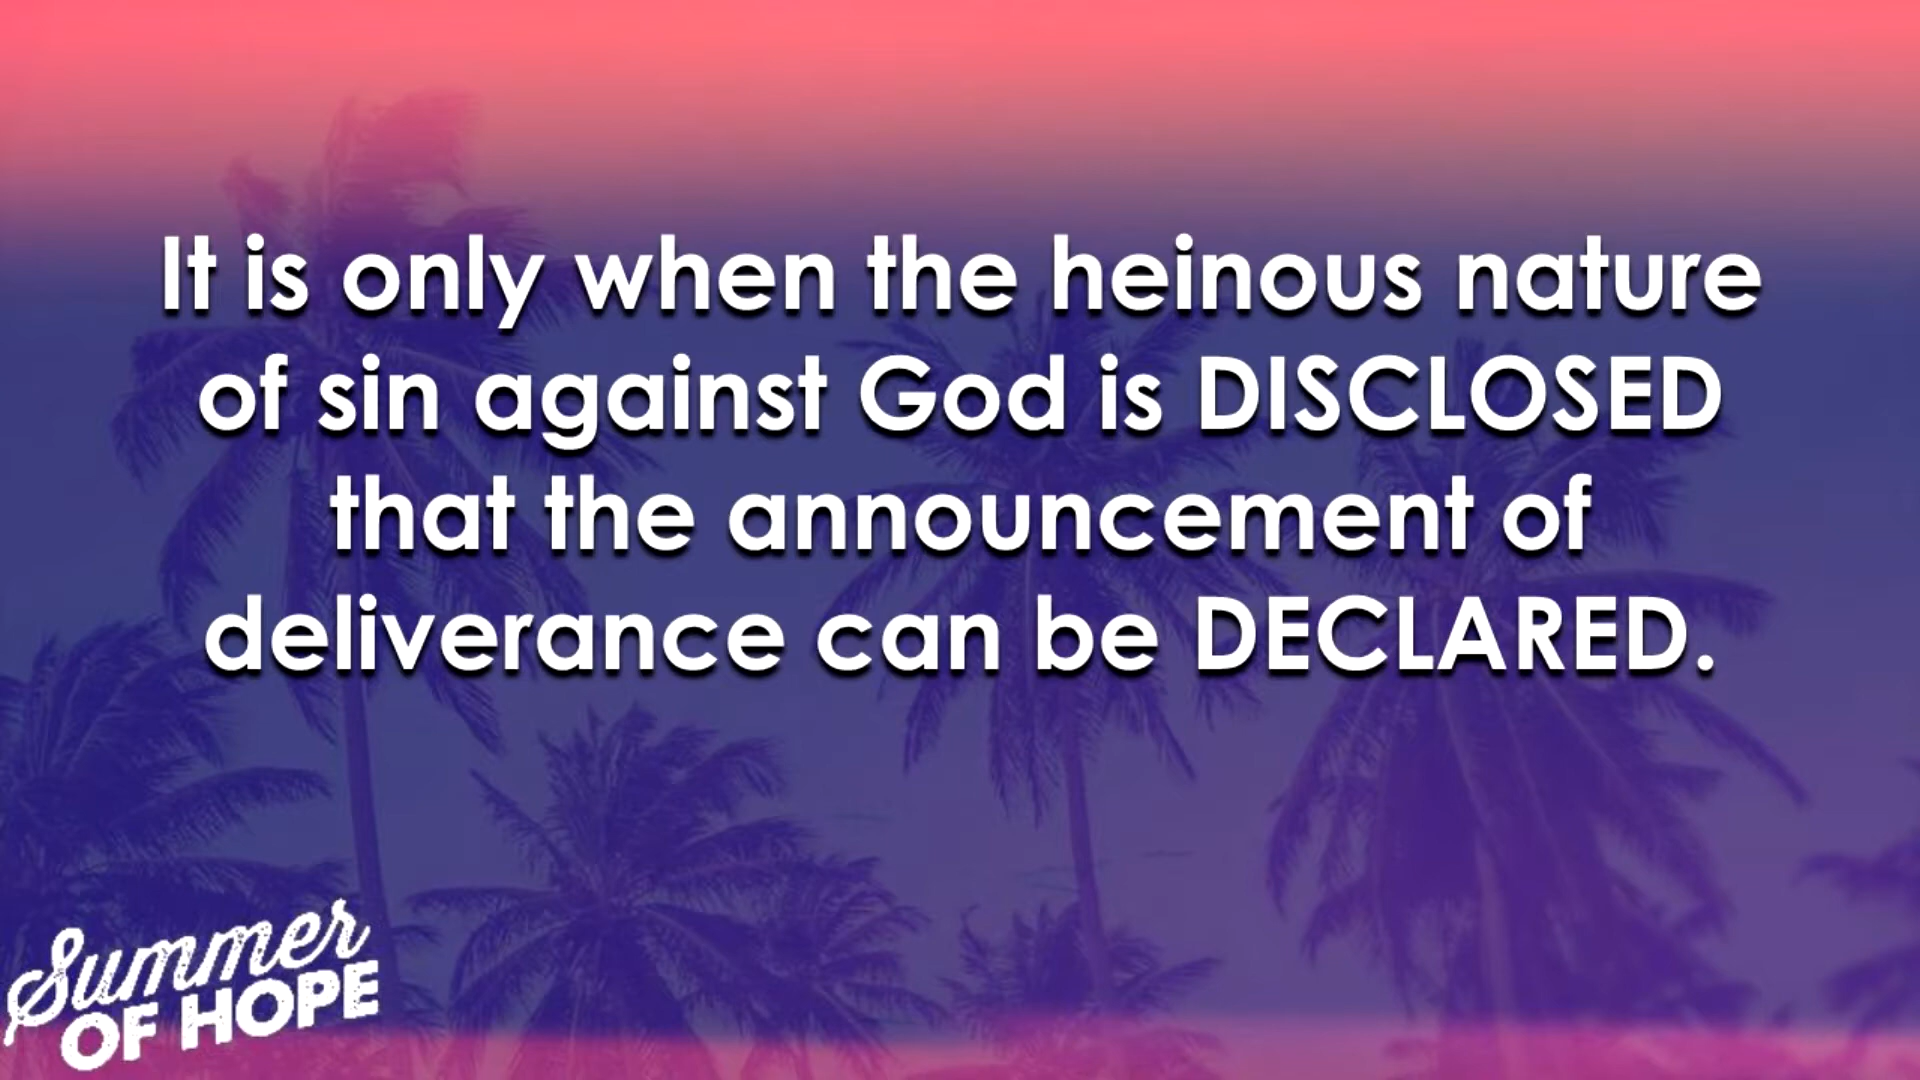 It is only when the heinous nature
of sin against God is DISCLOSED
that the announcement of
deliverance can be DECLARED.
Summer
OF HOPE